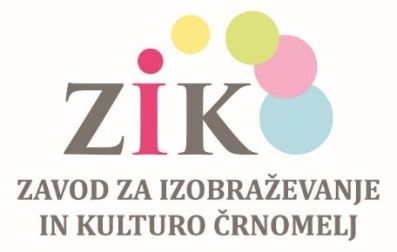 ZiK
ZAVOD ZA IZOBRAŽEVANJE
IN KULTURO ČRNOMELJ